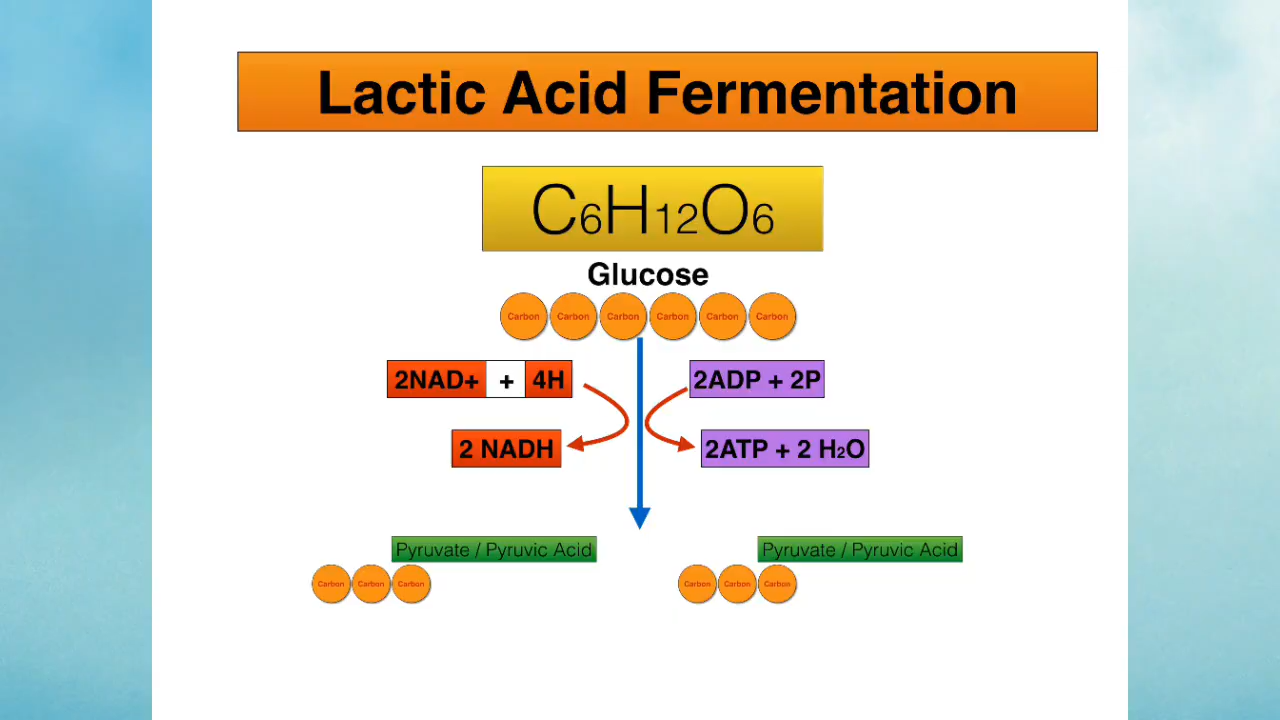 Lactic Acid Fermentation
C6H12O6
Glucose
Carbon Carbon Carbon Carbon Carbon Carbon
2NAD+ + 4H 2ADP + 2P
2 NADH 2ATP + 2 H2O
Pyruvate / Pyruvic Acid Pyruvate / Pyruvic Acid
Carbon Carbon Carbon Carbon Carbon Carbon